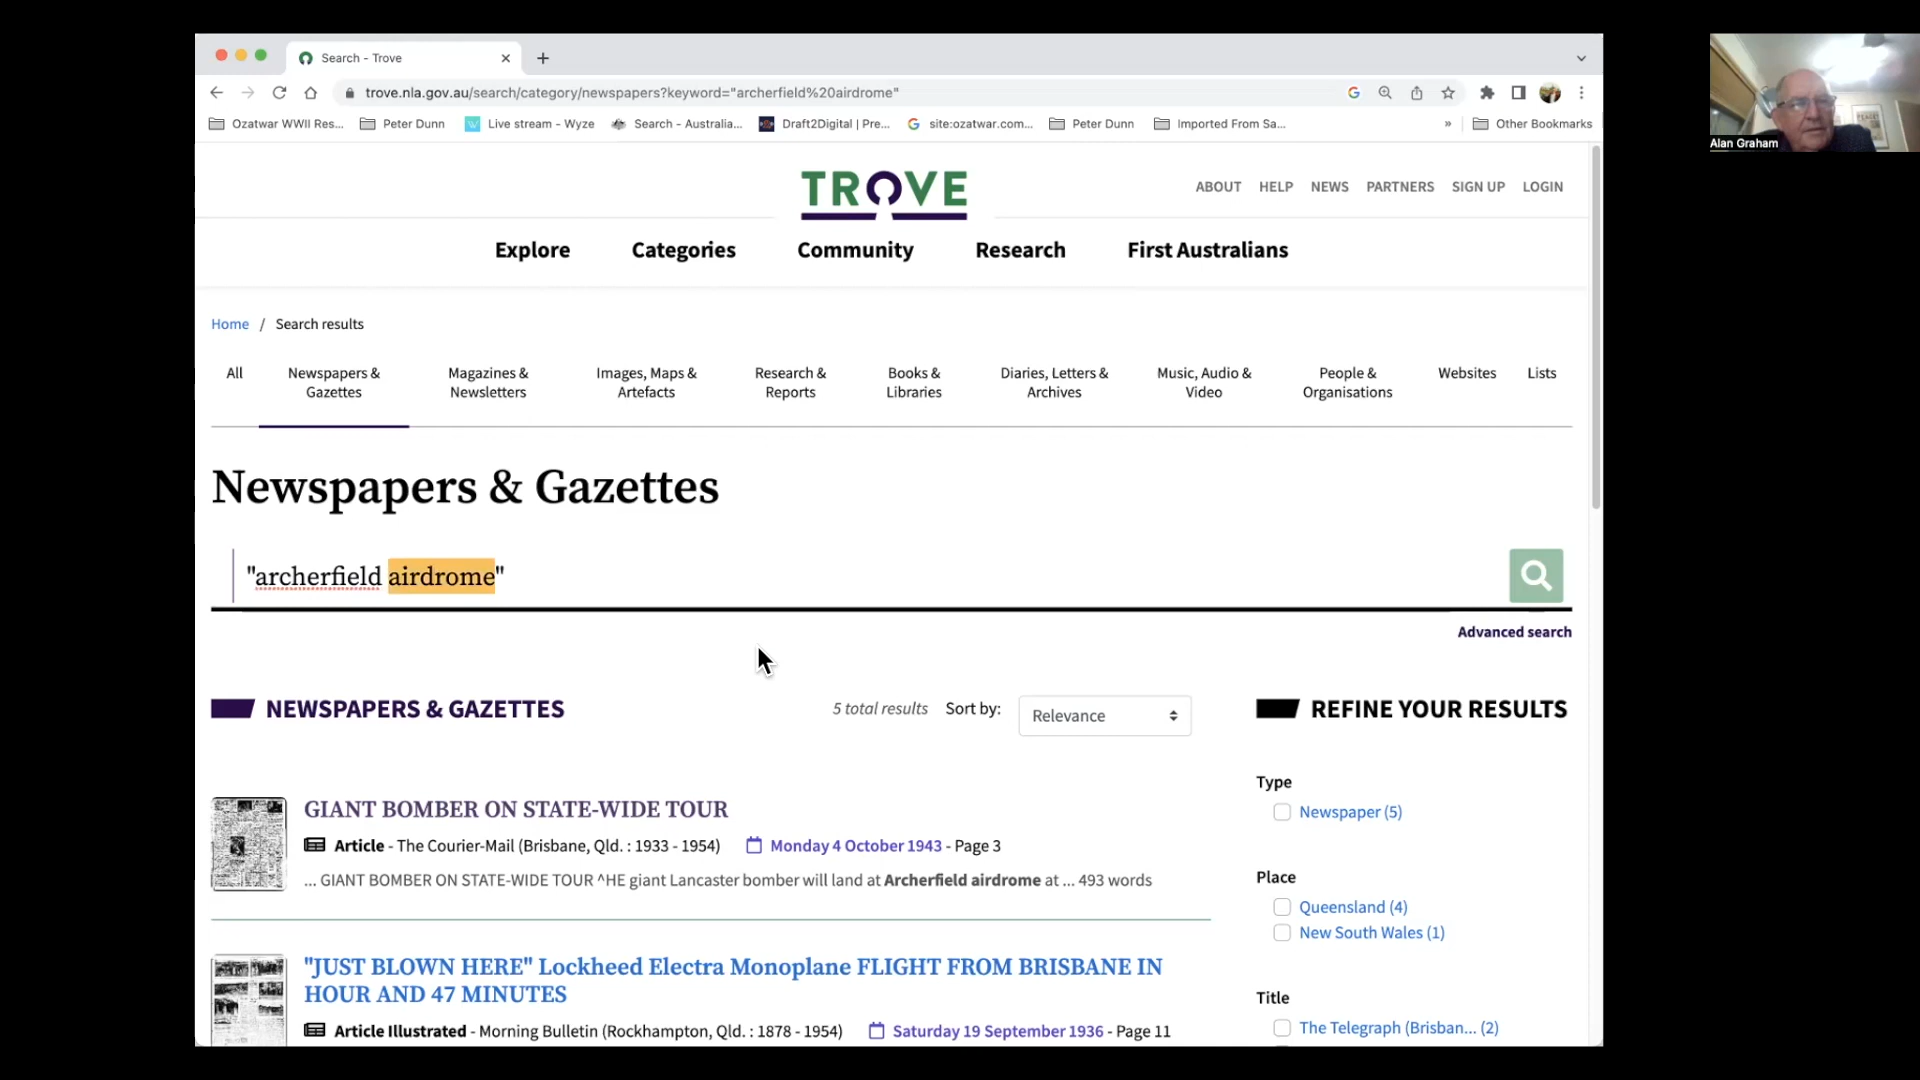 Search - Trove
trove.nla.gov.au/search/category/newspapers?keyword="archerfield%20airdrome"
Ozatwar WWII Res... Peter Dunn Live stream - Wyze Search - Australia... Draft2Digital | Pre... site:ozatwar.com... Peter Dunn Imported From Sa... » Other Bookmarks
Alan Graham
TROVE
ABOUT HELP NEWS PARTNERS SIGN UP LOGIN
Explore Categories Community Research First Australians
Home / Search results
All Newspapers & Magazines & Images, Maps & Research & Books & Diaries, Letters & Music, Audio & People & Websites Lists
Gazettes Newsletters Artefacts Reports Libraries Archives Video Organisations
Newspapers & Gazettes
"archerfield airdrome"
Advanced search
NEWSPAPERS & GAZETTES 5 total results Sort by: Relevance REFINE YOUR RESULTS
GIANT BOMBER ON STATE-WIDE TOUR
Article - The Courier-Mail (Brisbane, Qld. : 1933 - 1954) Monday 4 October 1943 - Page 3
... GIANT BOMBER ON STATE-WIDE TOUR ^HE giant Lancaster bomber will land at Archerfield airdrome at ... 493 words
"JUST BLOWN HERE" Lockheed Electra Monoplane FLIGHT FROM BRISBANE IN
HOUR AND 47 MINUTES
Article Illustrated - Morning Bulletin (Rockhampton, Qld. : 1878 - 1954) Saturday 19 September 1936 - Page 11
Type
Newspaper (5)
Place
Queensland (4)
New South Wales (1)
Title
The Telegraph (Brisban... (2)